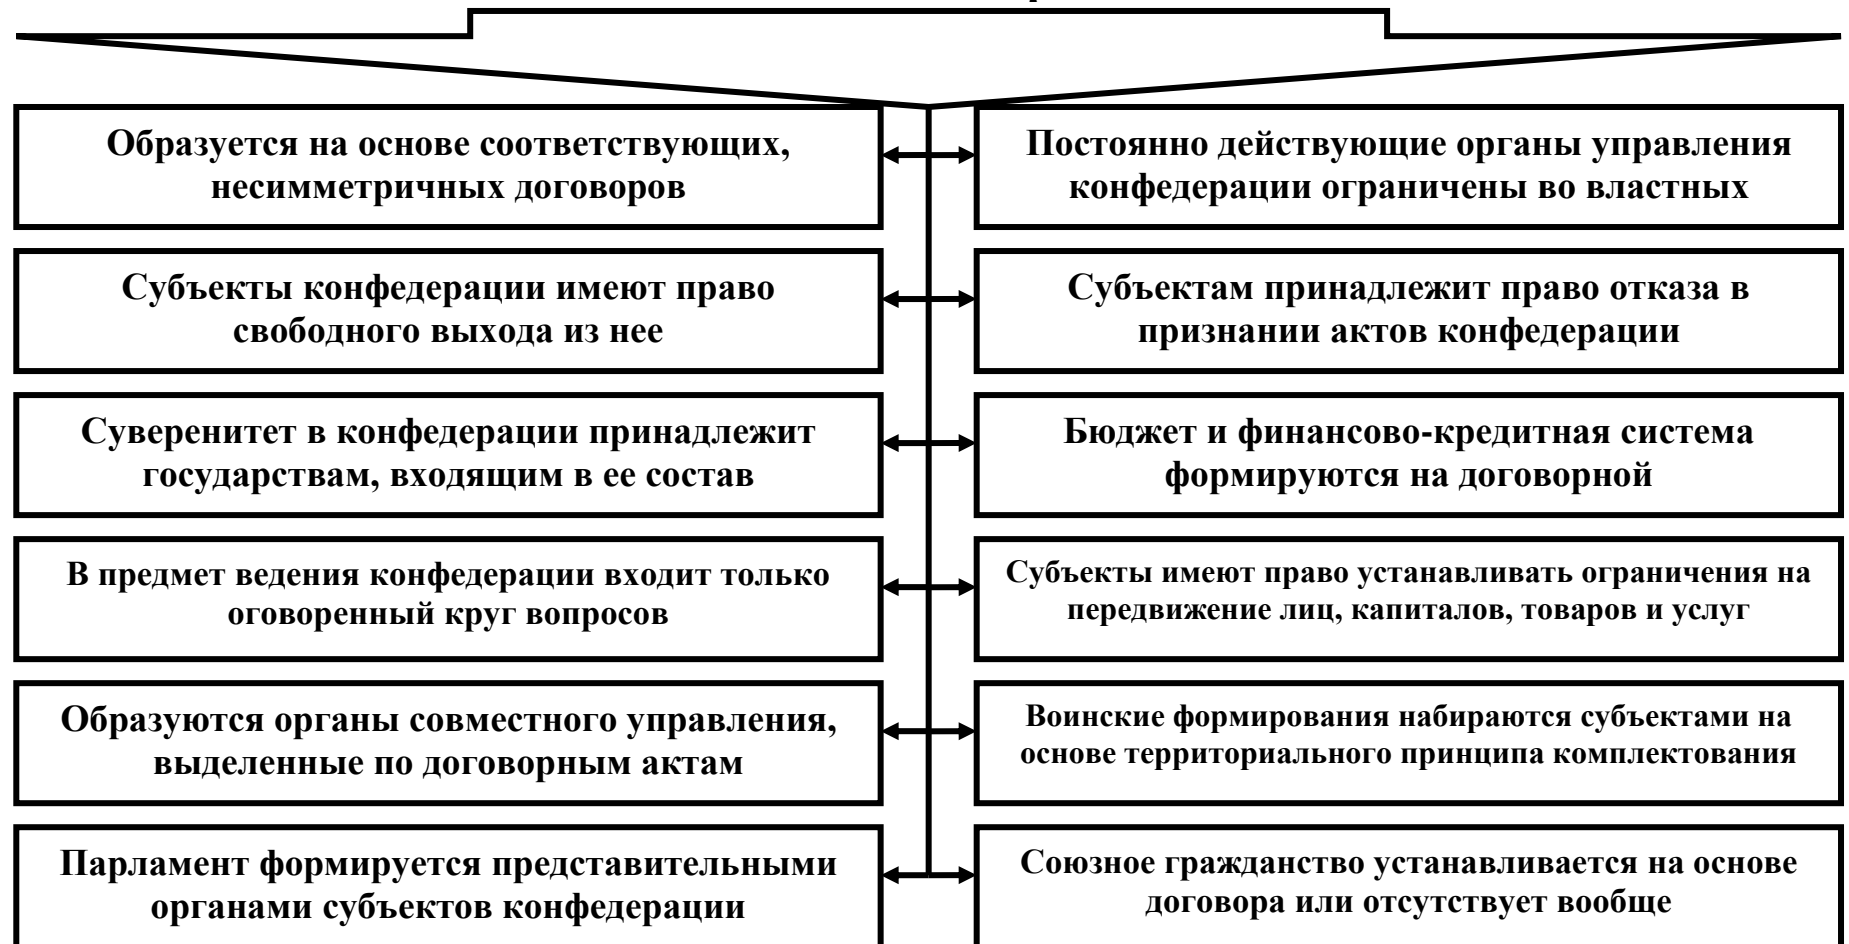 Образуется на основе соответствующих,
несимметричных договоров
Постоянно действующие органы управления
конфедерации ограничены во властных
Субъекты конфедерации имеют право
свободного выхода из нее
Субъектам принадлежит право отказа в
признании актов конфедерации
Суверенитет в конфедерации принадлежит
государствам, входящим в ее состав
Бюджет и финансово-кредитная система
формируются на договорной
В предмет ведения конфедерации входит только
оговоренный круг вопросов
Субъекты имеют право устанавливать ограничения на
передвижение лиц, капиталов, товаров и услуг
Образуются органы совместного управления,
выделенные по договорным актам
Воинские формирования набираются субъектами на
основе территориального принципа комплектования
Парламент формируется представительными
органами субъектов конфедерации
Союзное гражданство устанавливается на основе
договора или отсутствует вообще